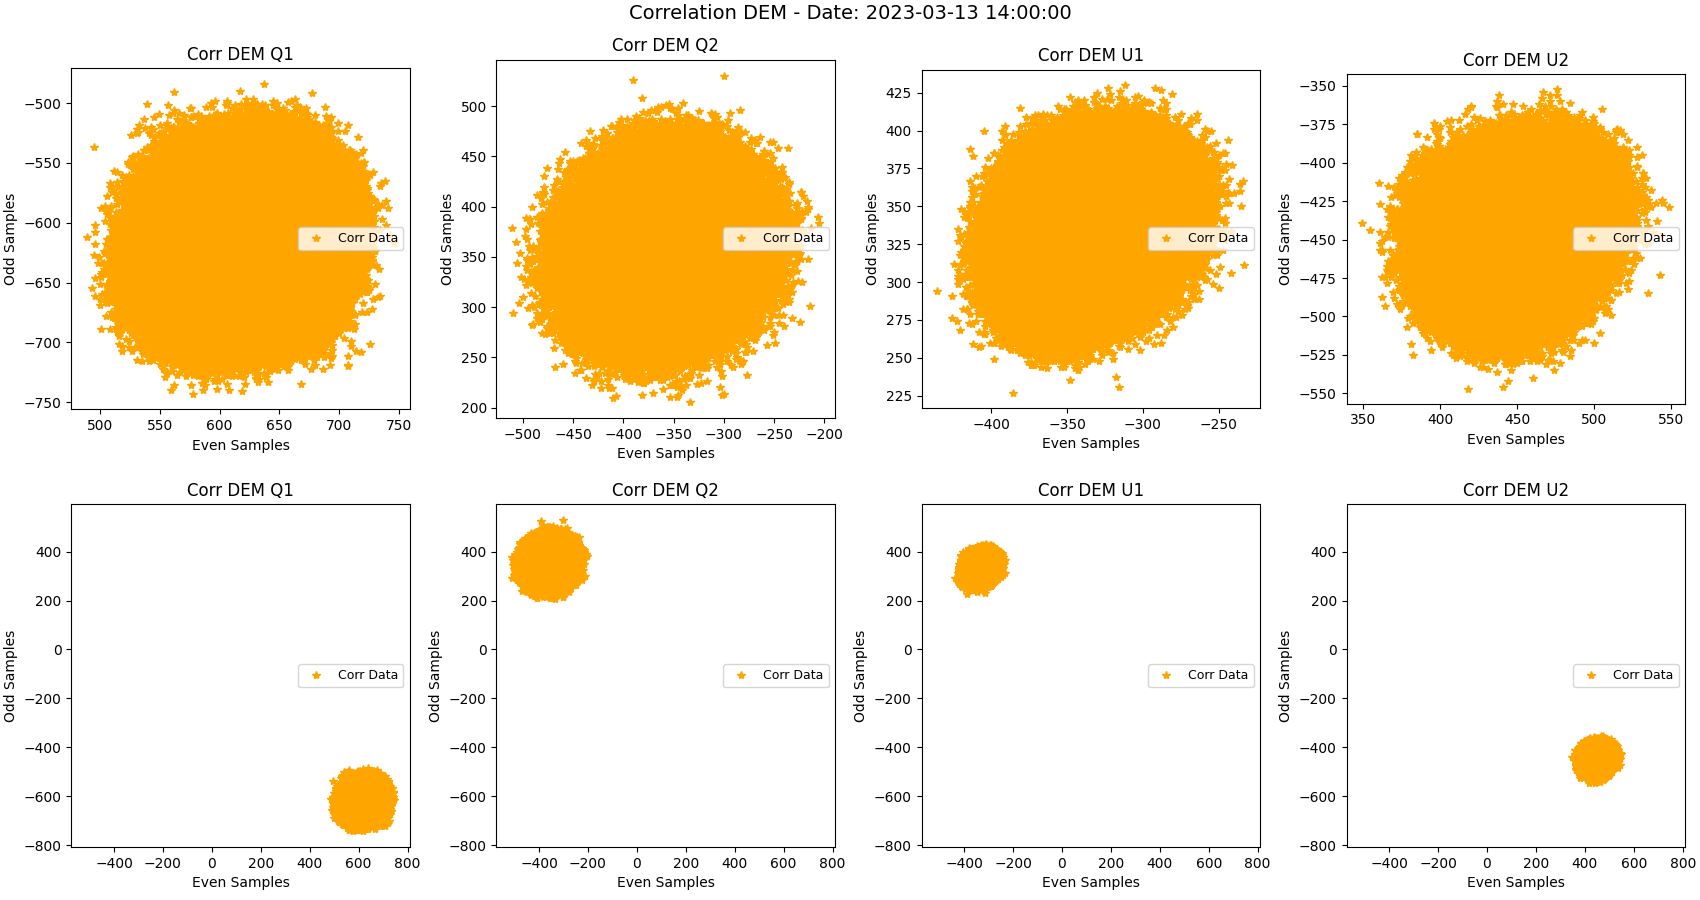 Correlation DEM - Date: 2023-03-13 14:00:00
Corr DEM Q1
Odd Samples
−500
−550
−600
−650
−700
−750
Corr Data
500 550 600 650 700 750
Even Samples
Corr DEM Q2
Odd Samples
500
450
400
350
300
250
200
Corr Data
−500 −450 −400 −350 −300 −250 −200
Even Samples
Corr DEM U1
Odd Samples
425
400
375
350
325
300
275
250
225
Corr Data
−400 −350 −300 −250
Even Samples
Corr DEM U2
Odd Samples
−350
−375
−400
−425
−450
−475
−500
−525
−550
Corr Data
350 400 450 500 550
Even Samples
Corr DEM Q1
Odd Samples
400
200
0
−200
−400
−600
−800
Corr Data
−400 −200 0 200 400 600 800
Even Samples
Corr DEM Q2
Odd Samples
400
200
0
−200
−400
−600
−800
Corr Data
−400 −200 0 200 400 600 800
Even Samples
Corr DEM U1
Odd Samples
400
200
0
−200
−400
−600
−800
Corr Data
−400 −200 0 200 400 600 800
Even Samples
Corr DEM U2
Odd Samples
400
200
0
−200
−400
−600
−800
Corr Data
−400 −200 0 200 400 600 800
Even Samples